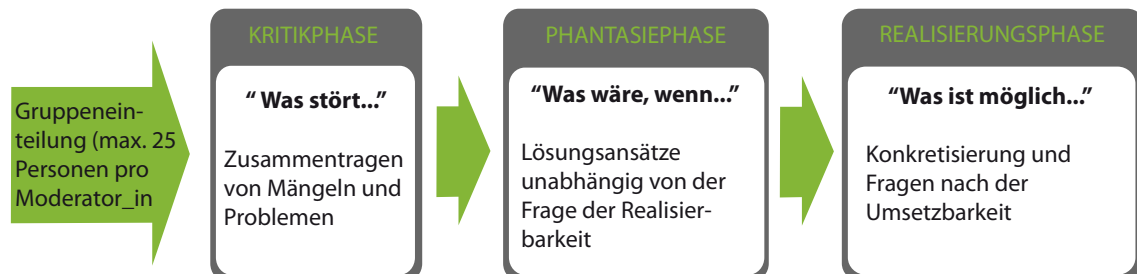 Gruppenein-
teilung (max. 25
Personen pro
Moderator_in
KRITIKPHASE
“ Was stört...”
Zusammentragen
von Mängeln und
Problemen
PHANTASIEPHASE
“Was wäre, wenn...”
Lösungsansätze
unabhängig von der
Frage der Realisier-
barkeit
REALISIERUNGSPHASE
“Was ist möglich...”
Konkretisierung und
Fragen nach der
Umsetzbarkeit